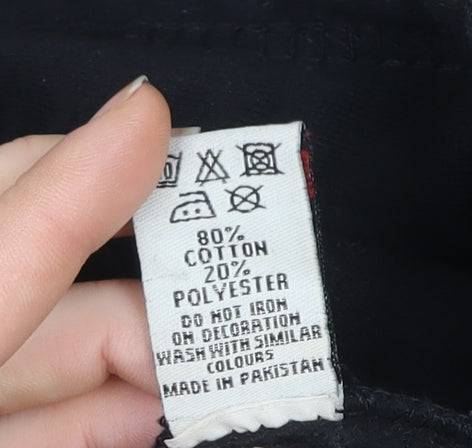 80%
COTTON
20%
POLYESTER
DO NOT IRON
ON DECORATION
WASH WITH SIMILAR
COLOURS
MADE IN PAKISTAN